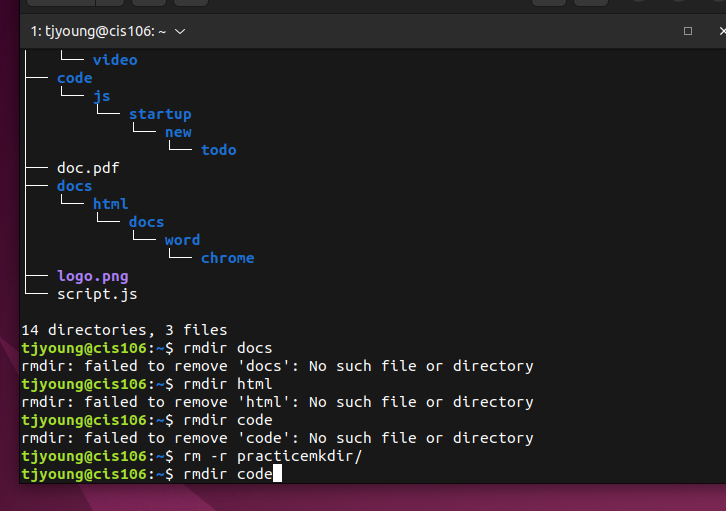 1: tjyoung@cis106: ~
video
code
js
startup
new
todo
doc.pdf
docs
html
docs
word
chrome
logo.png
script.js
14 directories, 3 files
tjyoung@cis106:~$ rmdir docs
rmdir: failed to remove 'docs': No such file or directory
tjyoung@cis106:~$ rmdir html
rmdir: failed to remove 'html': No such file or directory
tjyoung@cis106:~$ rmdir code
rmdir: failed to remove 'code': No such file or directory
tjyoung@cis106:~$ rm -r practicemkdir/
tjyoung@cis106:~$ rmdir code